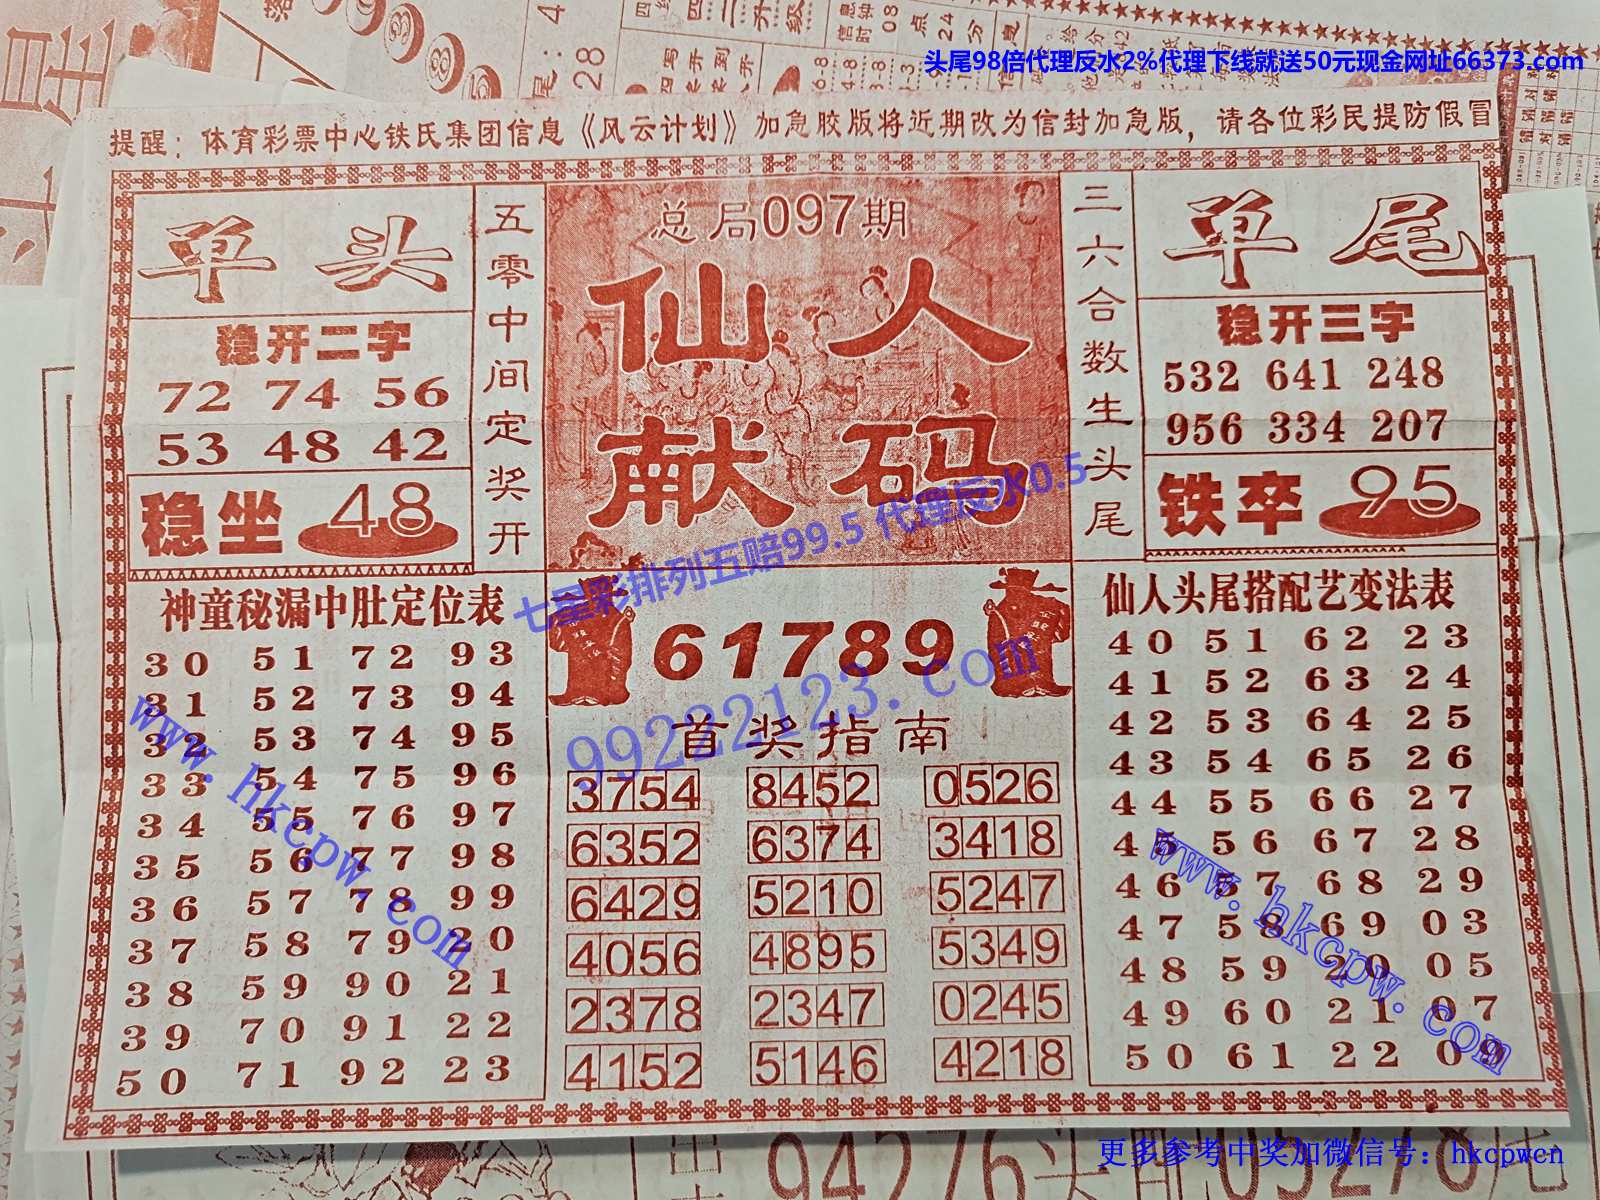 头尾98倍代理反水2%代理下线就送50元现金网址66373.com
提醒：体育彩票中心铁氏集团信息《风云计划》加急胶版将近期改为信封加急版，请各位彩民提防假冒
单头
稳开二字
72 74 56
53 48 42
稳坐 48
五零中间定奖开
总局097期
仙人
献码
三六合数生头尾
单尾
稳开三字
532 641 248
956 334 207
铁卒 95
七星彩排列五赔99.5 代理反水0.5
99222123.com
神童秘漏中肚定位表
30 51 72 93
31 52 73 94
32 53 74 95
33 54 75 96
34 55 76 97
35 56 77 98
36 57 78 99
37 58 79 20
38 59 90 21
39 70 91 22
50 71 92 23
www.hkcpw.com
61789
首奖指南
3754 8452 0526
6352 6374 3418
6429 5210 5247
4056 4895 5349
2378 2347 0245
4152 5146 4218
仙人头尾搭配艺变法表
40 51 62 23
41 52 63 24
42 53 64 25
43 54 65 26
44 55 66 27
45 56 67 28
46 57 68 29
47 58 69 03
48 59 20 05
49 60 21 07
50 61 22 09
www.hkcpw.com
94276
05278
更多参考中奖加微信号：hkcpwcn